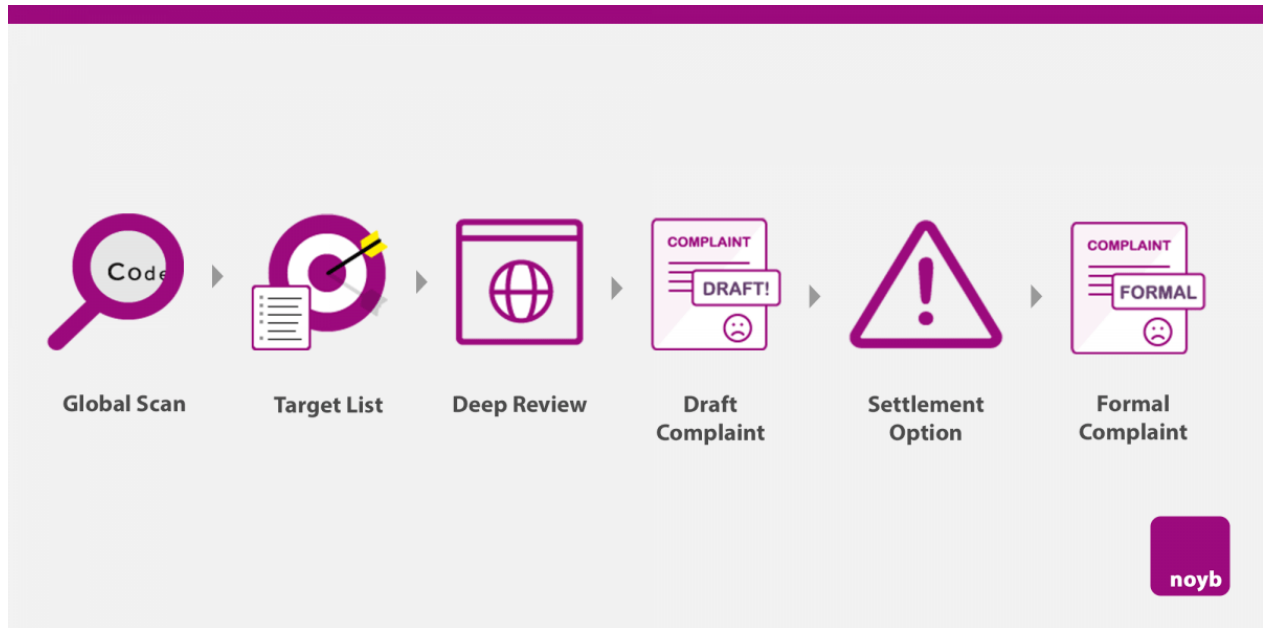 Code
COMPLAINT
DRAFT!
COMPLAINT
FORMAL
Global Scan
Target List
Deep Review
Draft
Complaint
Settlement
Option
Formal
Complaint
noyb